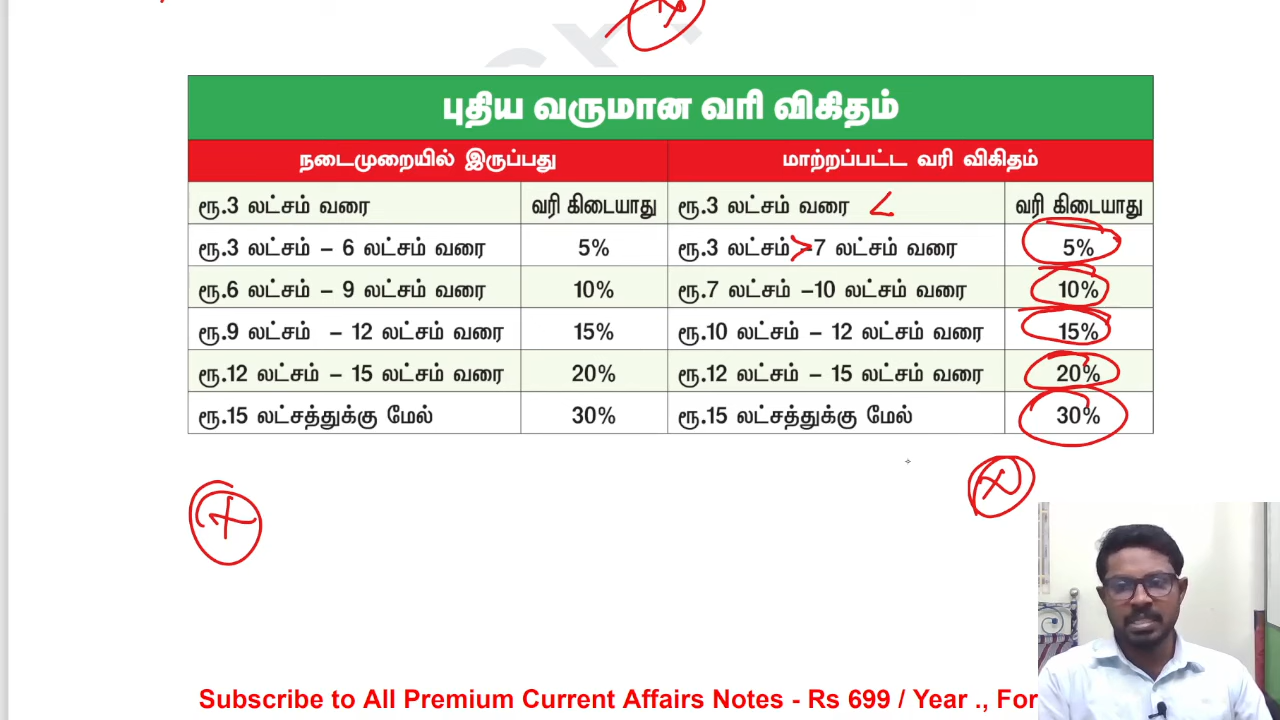 புதிய வருமான வரி விகிதம்
நடைமுறையில் இருப்பது மாற்றப்பட்ட வரி விகிதம்
ரூ.3 லட்சம் வரை வரி கிடையாது ரூ.3 லட்சம் வரை < வரி கிடையாது
ரூ.3 லட்சம் – 6 லட்சம் வரை 5% ரூ.3 லட்சம் > –7 லட்சம் வரை 5%
ரூ.6 லட்சம் – 9 லட்சம் வரை 10% ரூ.7 லட்சம் –10 லட்சம் வரை 10%
ரூ.9 லட்சம் – 12 லட்சம் வரை 15% ரூ.10 லட்சம் – 12 லட்சம் வரை 15%
ரூ.12 லட்சம் – 15 லட்சம் வரை 20% ரூ.12 லட்சம் – 15 லட்சம் வரை 20%
ரூ.15 லட்சத்துக்கு மேல் 30% ரூ.15 லட்சத்துக்கு மேல் 30%
Subscribe to All Premium Current Affairs Notes - Rs 699 / Year ., For